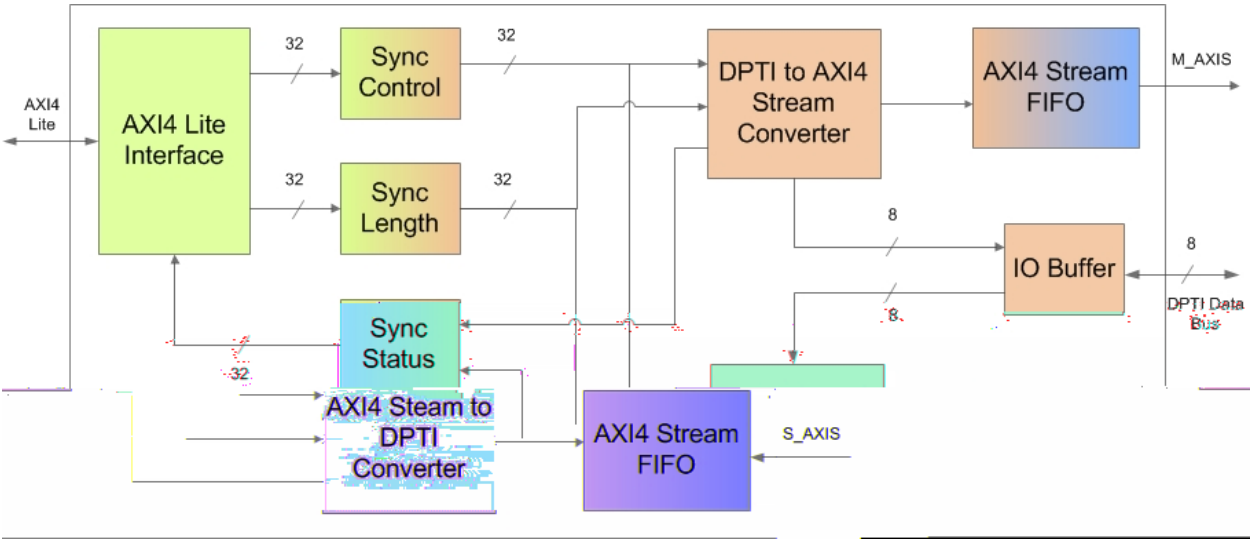 32
Sync
Control
32
DPTI to AXI4
Stream
Converter
AXI4 Stream
FIFO
M_AXIS
AXI4
Lite
AXI4 Lite
Interface
32
Sync
Length
32
8
IO Buffer
8
DPTI Data
Bus
8
Sync
Status
32
AXI4 Steam to
DPTI
Converter
AXI4 Stream
FIFO
S_AXIS